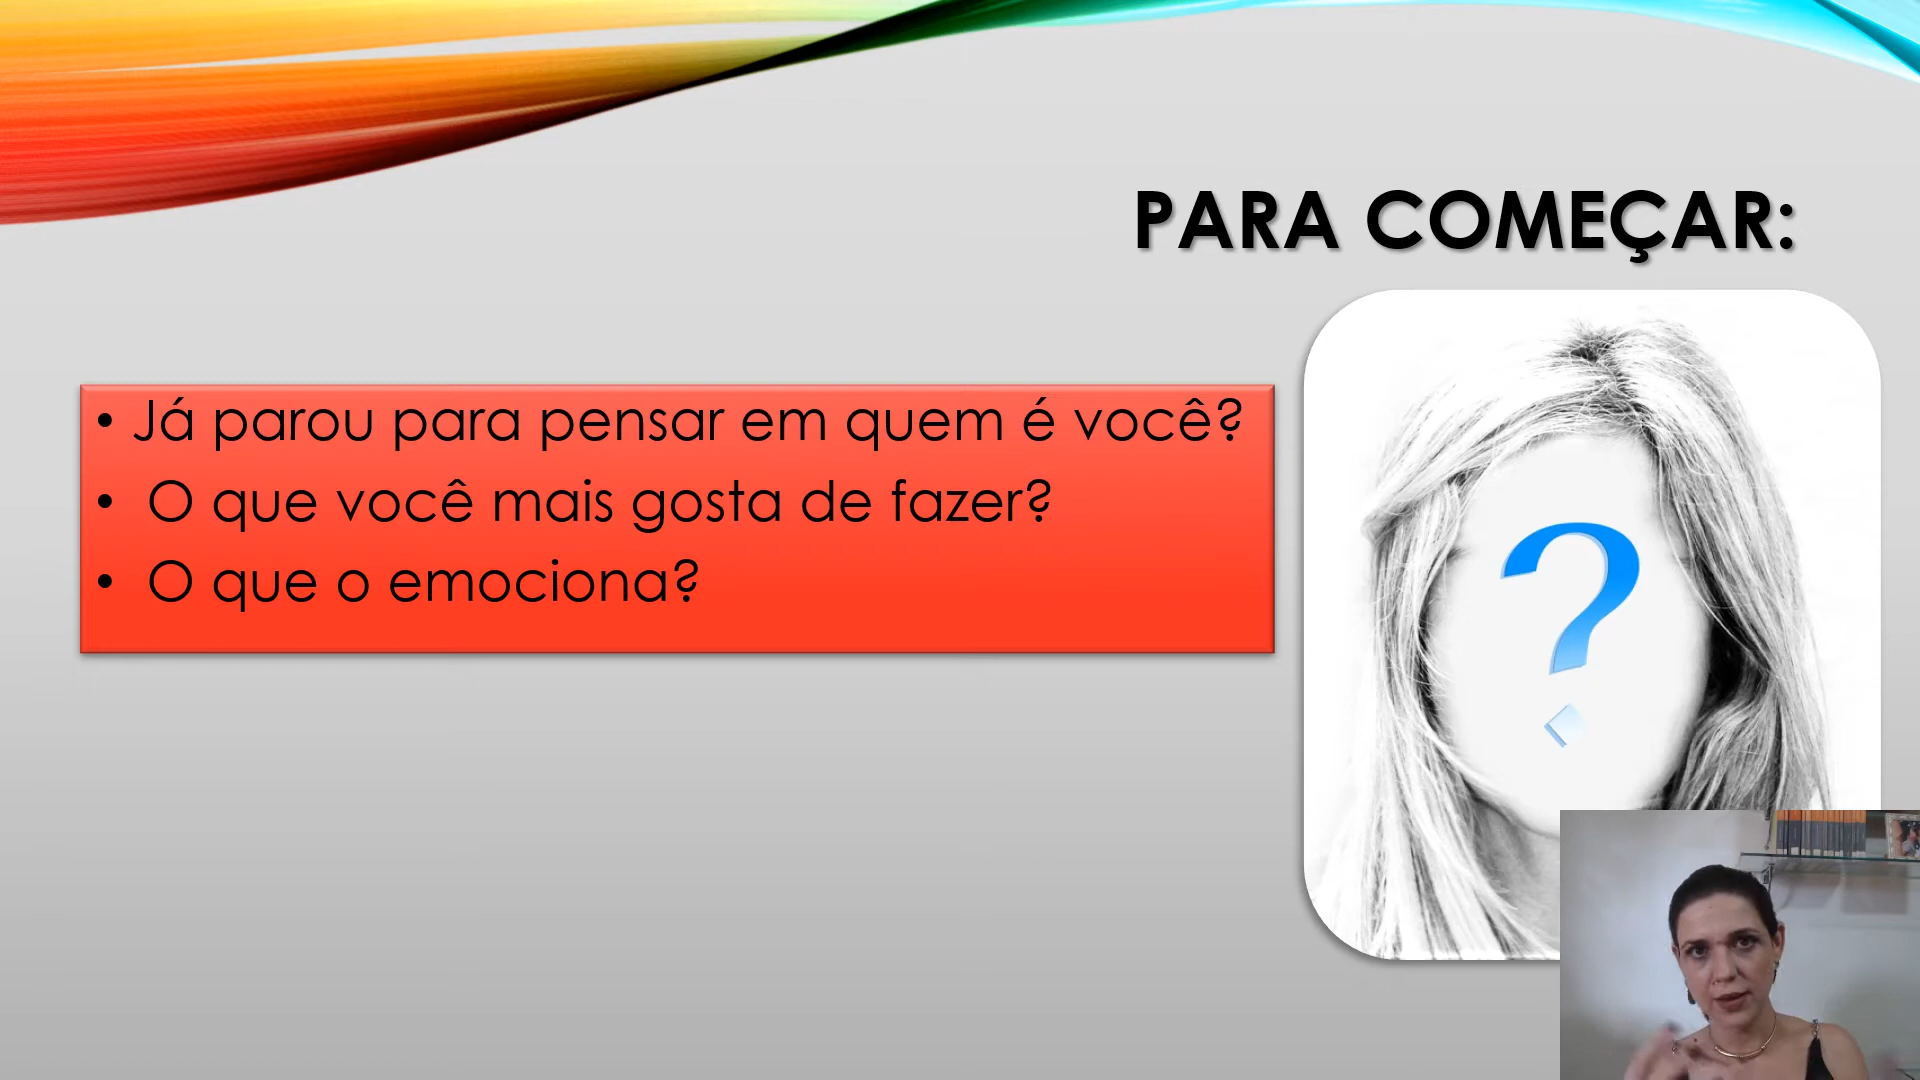 PARA COMEÇAR:
• Já parou para pensar em quem é você?
• O que você mais gosta de fazer?
• O que o emociona?
?